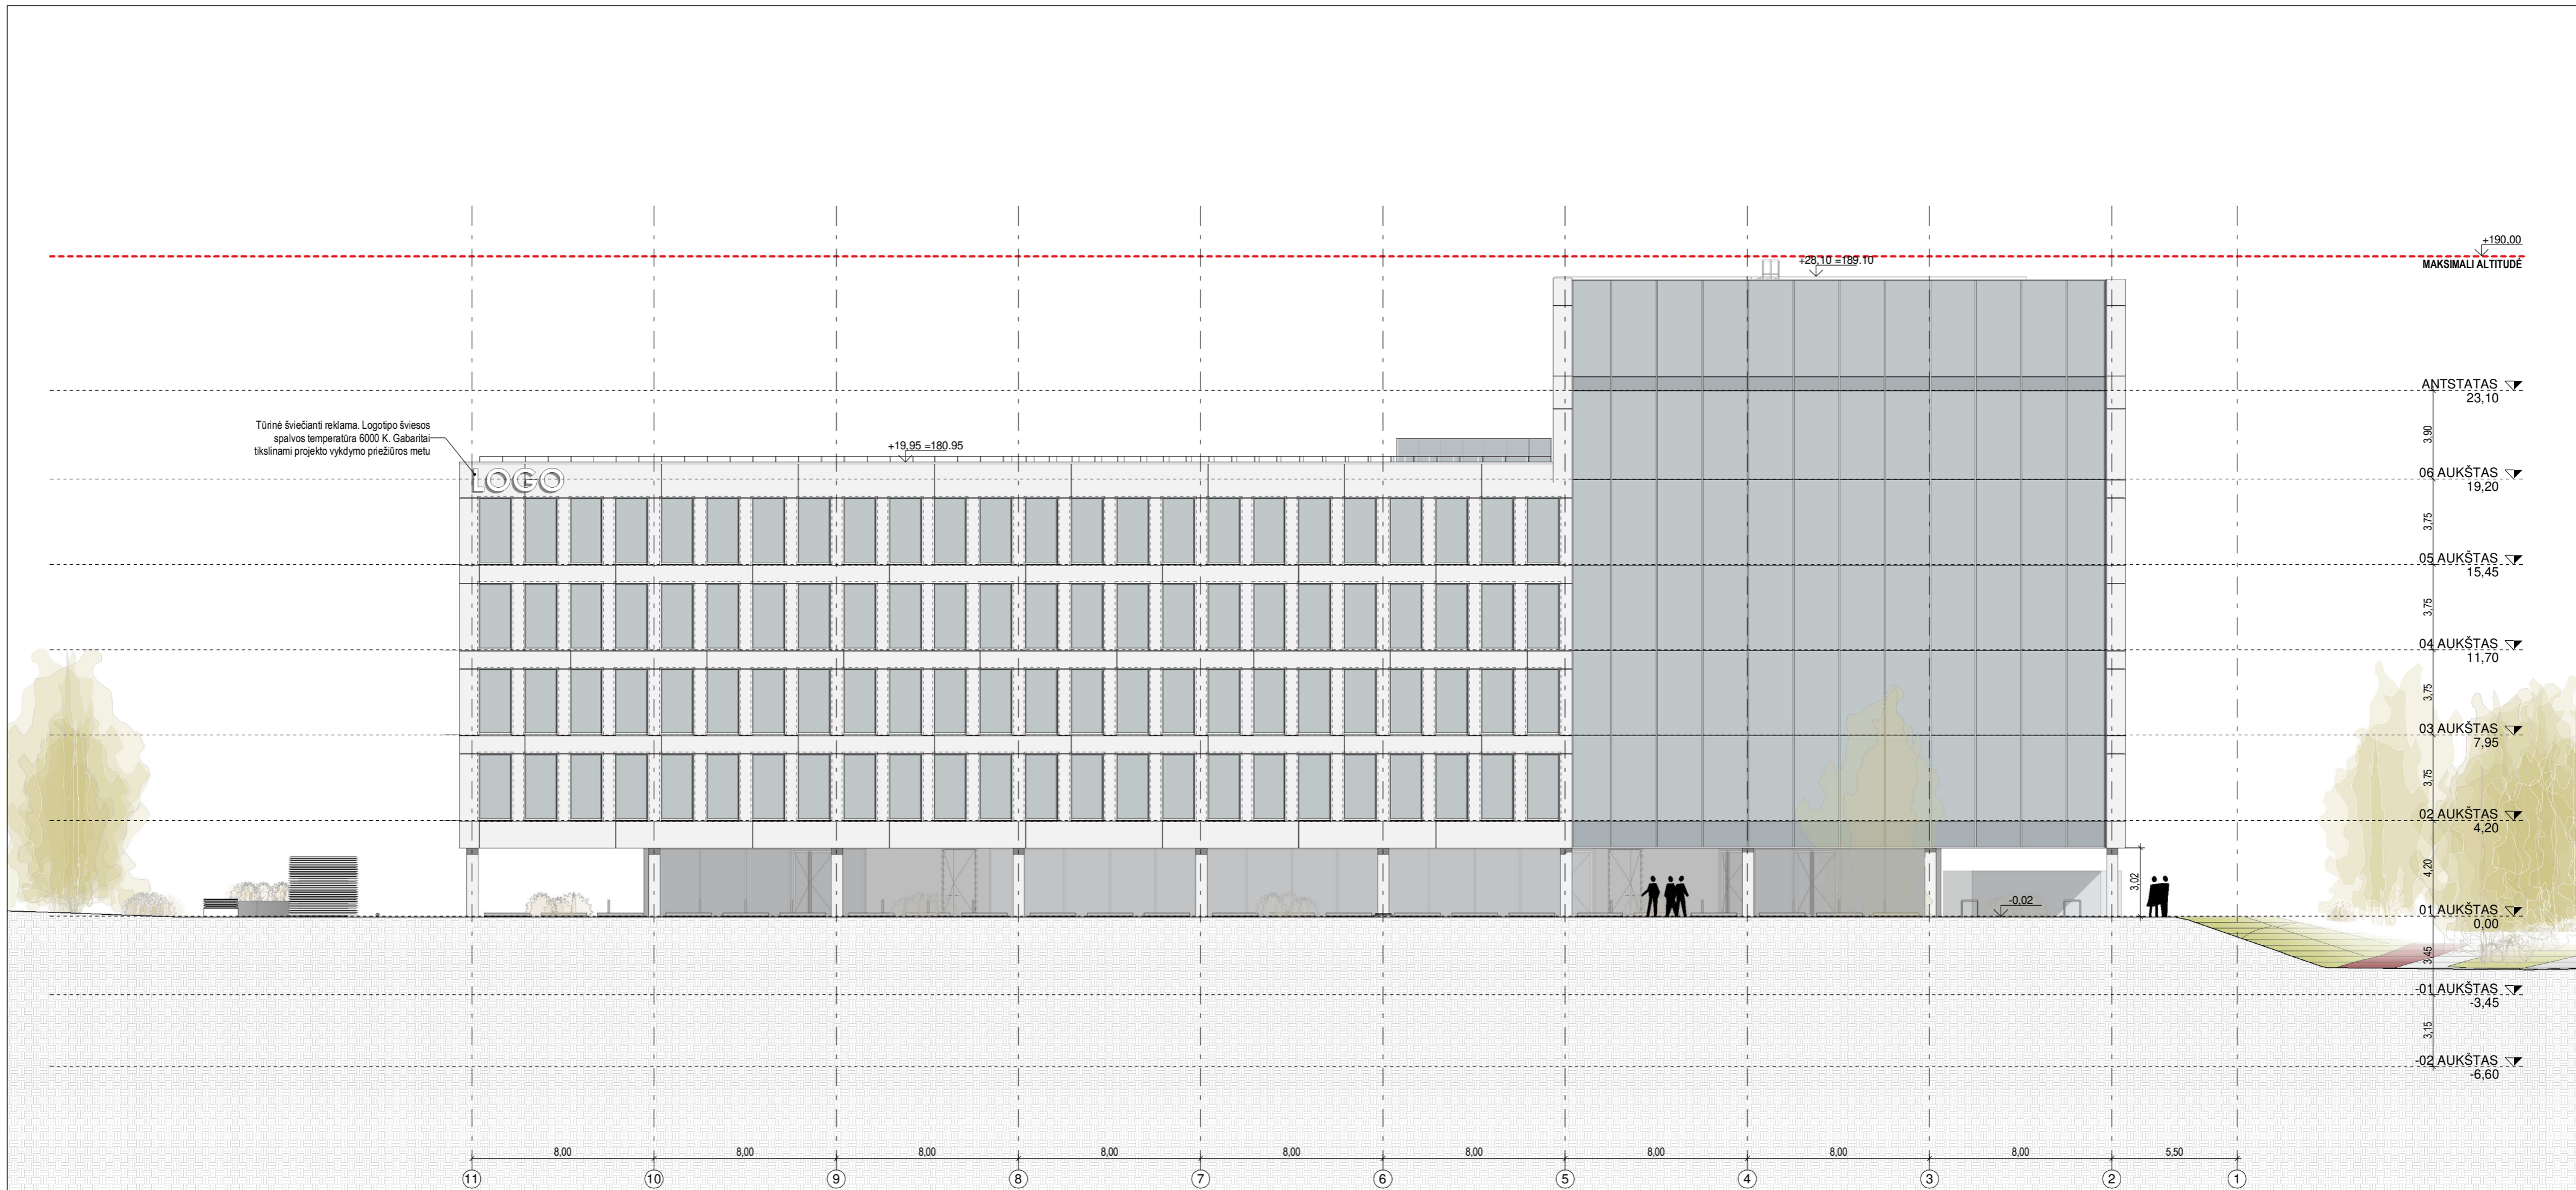 +190,00
MAKSIMALI ALTITUDĖ
+28,10 =189.10
ANTSTATAS
23,10
Tūrinė šviečianti reklama. Logotipo šviesos
spalvos temperatūra 6000 K. Gabaritai
tikslinami projekto vykdymo priežiūros metu
+19,95 =180.95
LOGO
3,90
06 AUKŠTAS
19,20
3,75
05 AUKŠTAS
15,45
3,75
04 AUKŠTAS
11,70
3,75
03 AUKŠTAS
7,95
3,75
02 AUKŠTAS
4,20
4,20
3,02
-0,02
01 AUKŠTAS
0,00
3,45
-01 AUKŠTAS
-3,45
3,15
-02 AUKŠTAS
-6,60
8,00 8,00 8,00 8,00 8,00 8,00 8,00 8,00 8,00 5,50
11 10 9 8 7 6 5 4 3 2 1